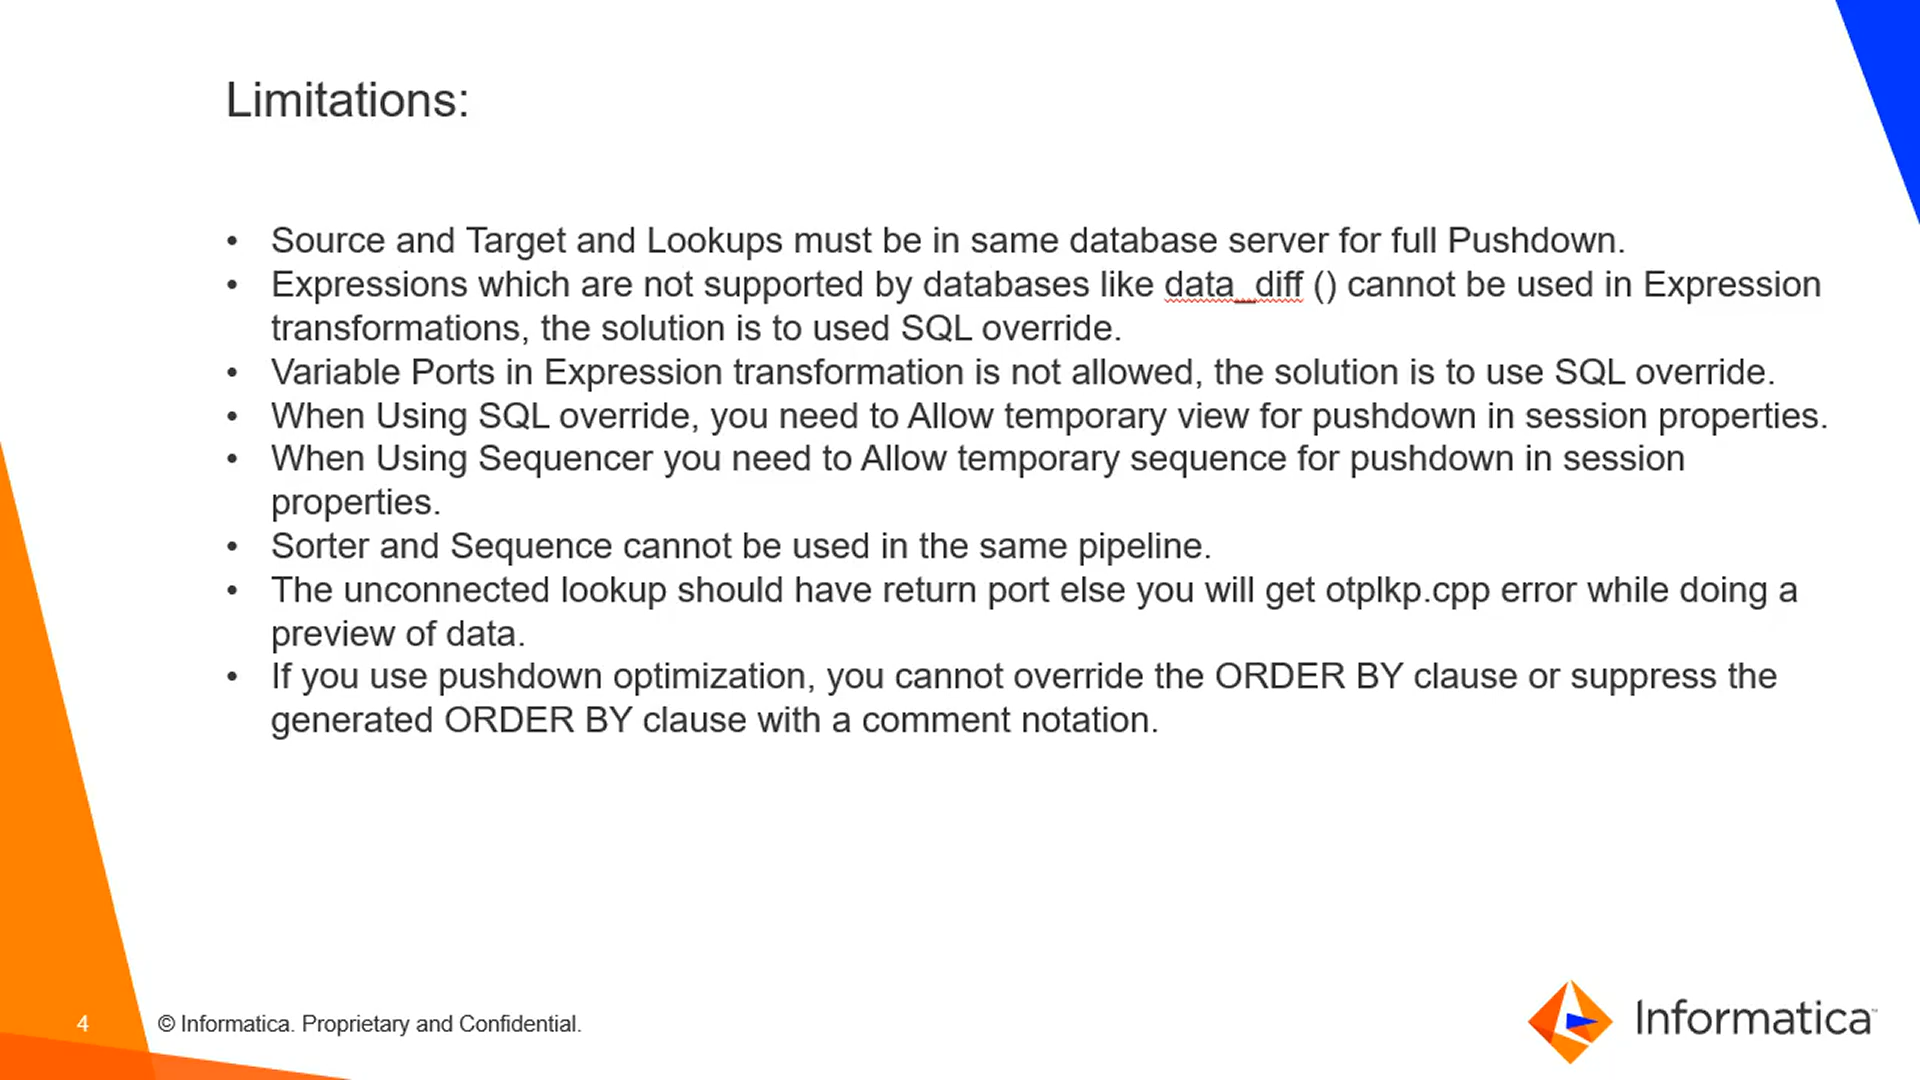 Limitations:
• Source and Target and Lookups must be in same database server for full Pushdown.
• Expressions which are not supported by databases like data_diff () cannot be used in Expression
transformations, the solution is to used SQL override.
• Variable Ports in Expression transformation is not allowed, the solution is to use SQL override.
• When Using SQL override, you need to Allow temporary view for pushdown in session properties.
• When Using Sequencer you need to Allow temporary sequence for pushdown in session
properties.
• Sorter and Sequence cannot be used in the same pipeline.
• The unconnected lookup should have return port else you will get otplkp.cpp error while doing a
preview of data.
• If you use pushdown optimization, you cannot override the ORDER BY clause or suppress the
generated ORDER BY clause with a comment notation.
4
© Informatica. Proprietary and Confidential.
Informatica™